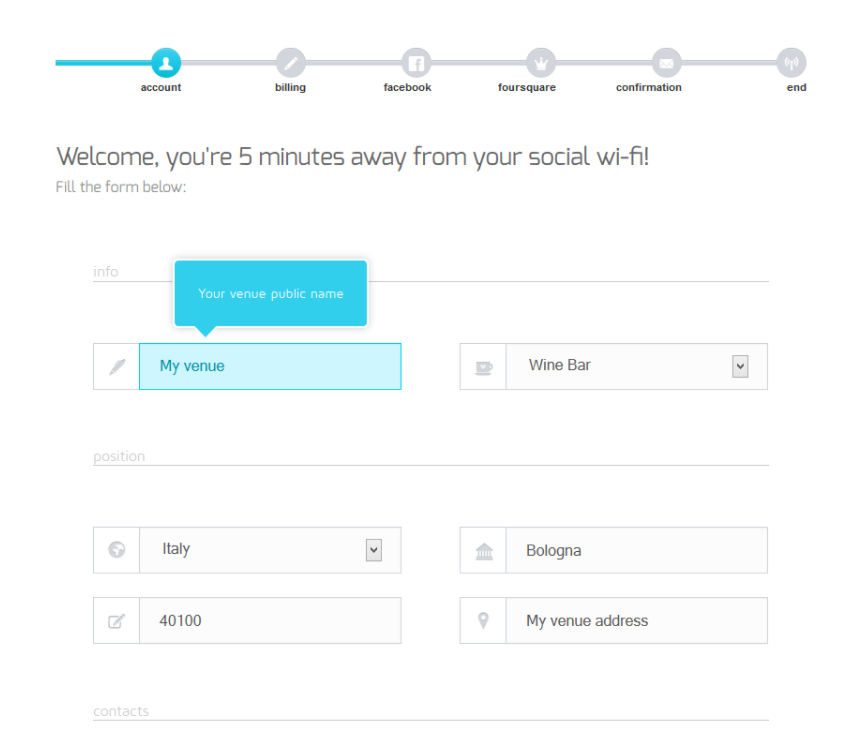 account billing facebook foursquare confirmation end
Welcome, you're 5 minutes away from your social wi-fi!
Fill the form below:
info
Your venue public name
My venue Wine Bar
position
Italy Bologna
40100 My venue address
contacts